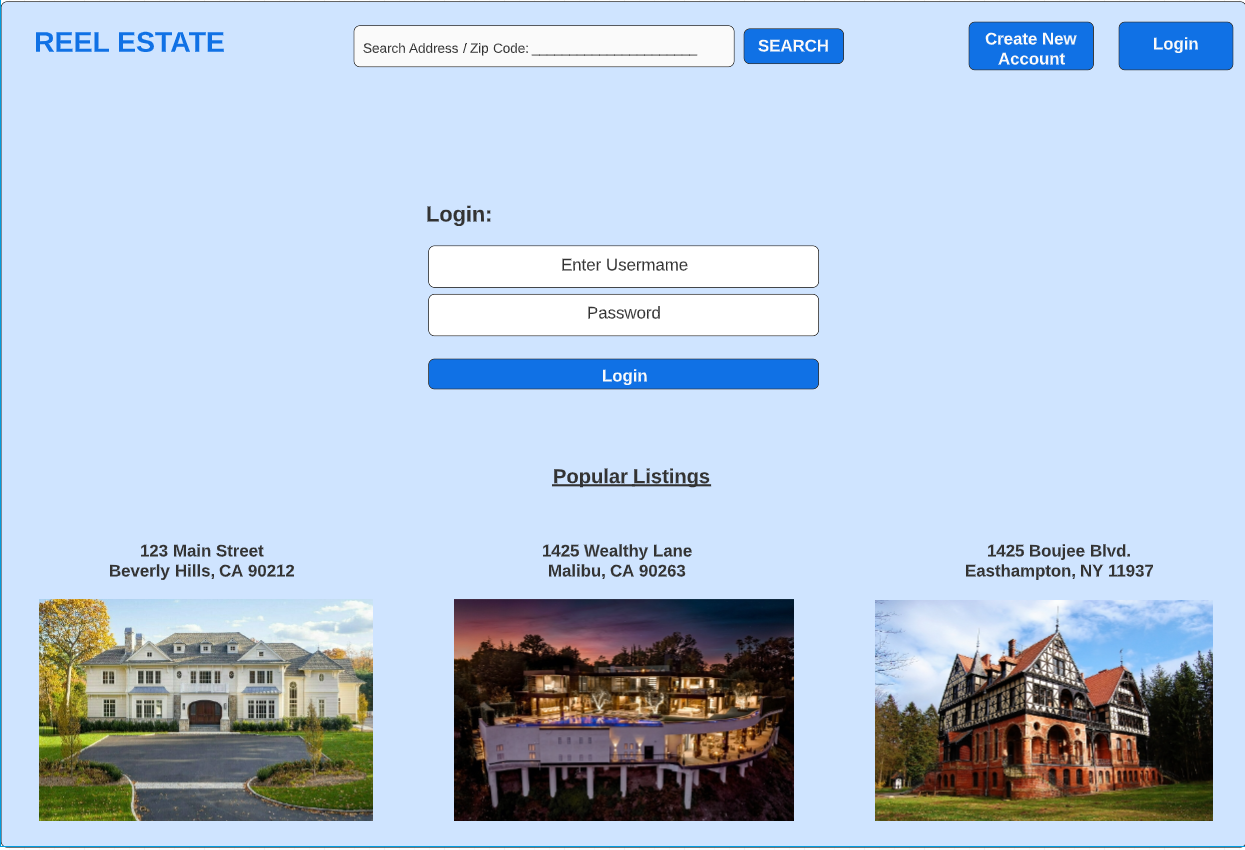 REEL ESTATE
Search Address / Zip Code: ______________________
SEARCH
Create New
Account
Login
Login:
Enter Usermame
Password
Login
Popular Listings
123 Main Street
Beverly Hills, CA 90212
1425 Wealthy Lane
Malibu, CA 90263
1425 Boujee Blvd.
Easthampton, NY 11937